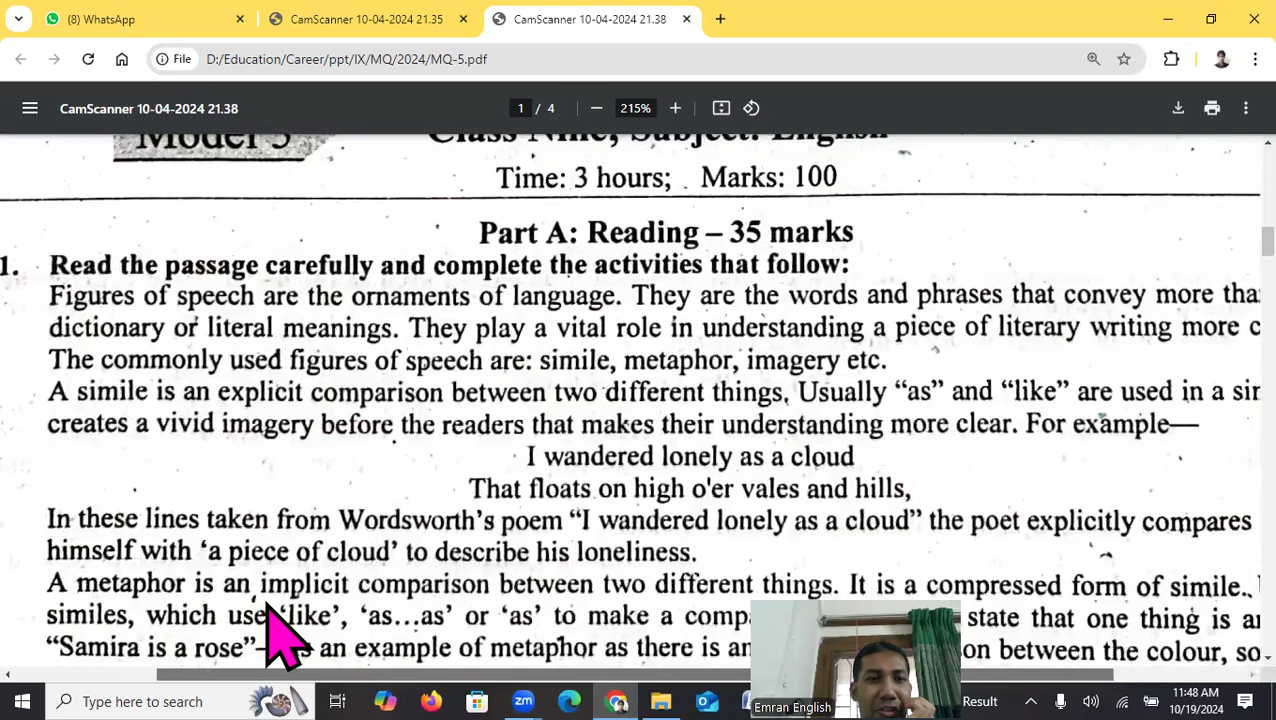 (8) WhatsApp
CamScanner 10-04-2024 21.35
CamScanner 10-04-2024 21.38
File
D:/Education/Career/ppt/IX/MQ/2024/MQ-5.pdf
CamScanner 10-04-2024 21.38
1 / 4
215%
Model 5
Class Nine, Subject: English
Time: 3 hours; Marks: 100
Part A: Reading – 35 marks
1. Read the passage carefully and complete the activities that follow:
Figures of speech are the ornaments of language. They are the words and phrases that convey more tha
dictionary or literal meanings. They play a vital role in understanding a piece of literary writing more c
The commonly used figures of speech are: simile, metaphor, imagery etc.
A simile is an explicit comparison between two different things. Usually “as” and “like” are used in a sin
creates a vivid imagery before the readers that makes their understanding more clear. For example—
I wandered lonely as a cloud
That floats on high o'er vales and hills,
In these lines taken from Wordsworth's poem “I wandered lonely as a cloud” the poet explicitly compares
himself with ‘a piece of cloud’ to describe his loneliness.
A metaphor is an implicit comparison between two different things. It is a compressed form of simile.
similes, which use ‘like’, ‘as...as’ or ‘as’ to make a compa state that one thing is an
“Samira is a rose”– an example of metaphor as there is an on between the colour, so
Emran English
Type here to search
Result
11:48 AM
10/19/2024